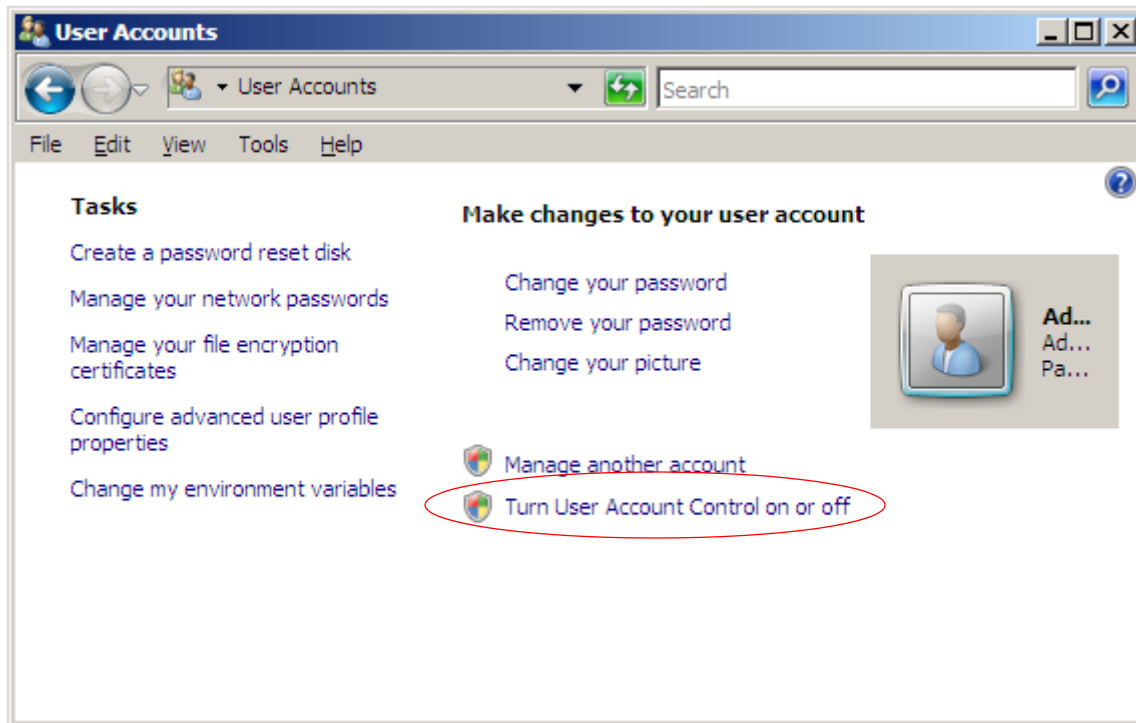 User Accounts
User Accounts
Search
File Edit View Tools Help
Tasks
Create a password reset disk
Manage your network passwords
Manage your file encryption
certificates
Configure advanced user profile
properties
Change my environment variables
Make changes to your user account
Change your password
Remove your password
Change your picture
Ad...
Ad...
Pa...
Manage another account
Turn User Account Control on or off